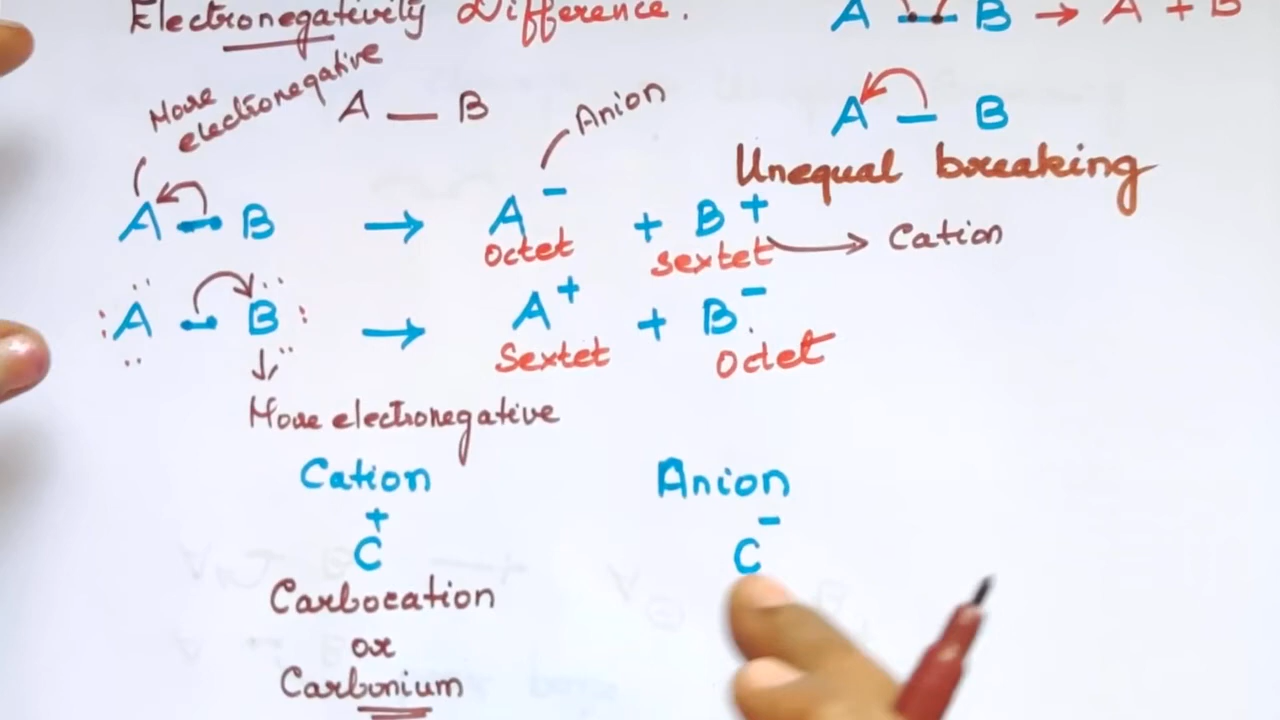 Electronegativity Difference.
A — B → A + B
More electronegative
A — B
Anion
A — B
Unequal breaking
A — B → A⁻ + B⁺
octet sextet → Cation
:A — B: → A⁺ + B⁻.
Sextet octet
More electronegative
Cation Anion
C⁺ C⁻
Carbocation
or
Carbonium